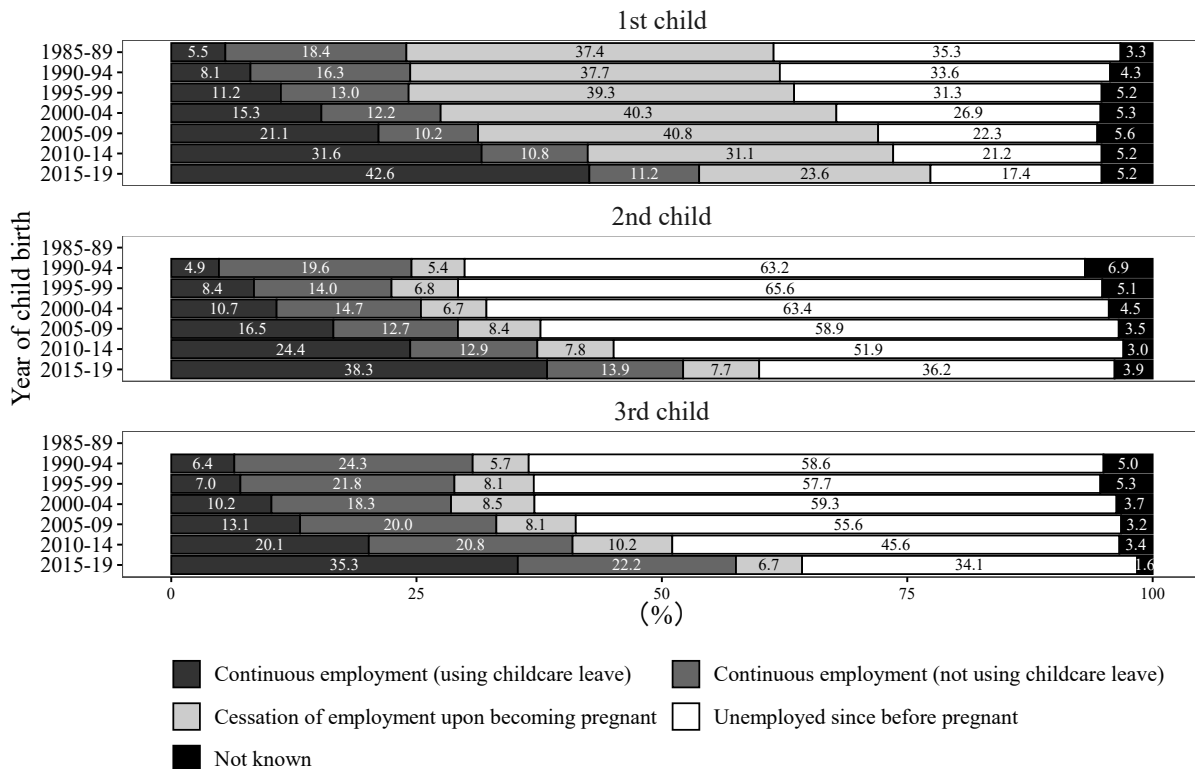 1st child
1985-89 5.5 18.4 37.4 35.3 3.3
1990-94 8.1 16.3 37.7 33.6 4.3
1995-99 11.2 13.0 39.3 31.3 5.2
2000-04 15.3 12.2 40.3 26.9 5.3
2005-09 21.1 10.2 40.8 22.3 5.6
2010-14 31.6 10.8 31.1 21.2 5.2
2015-19 42.6 11.2 23.6 17.4 5.2
Year of child birth
2nd child
1985-89
1990-94 4.9 19.6 5.4 63.2 6.9
1995-99 8.4 14.0 6.8 65.6 5.1
2000-04 10.7 14.7 6.7 63.4 4.5
2005-09 16.5 12.7 8.4 58.9 3.5
2010-14 24.4 12.9 7.8 51.9 3.0
2015-19 38.3 13.9 7.7 36.2 3.9
3rd child
1985-89
1990-94 6.4 24.3 5.7 58.6 5.0
1995-99 7.0 21.8 8.1 57.7 5.3
2000-04 10.2 18.3 8.5 59.3 3.7
2005-09 13.1 20.0 8.1 55.6 3.2
2010-14 20.1 20.8 10.2 45.6 3.4
2015-19 35.3 22.2 6.7 34.1 1.6
0 25 50 75 100
(%)
Continuous employment (using childcare leave) Continuous employment (not using childcare leave)
Cessation of employment upon becoming pregnant Unemployed since before pregnant
Not known